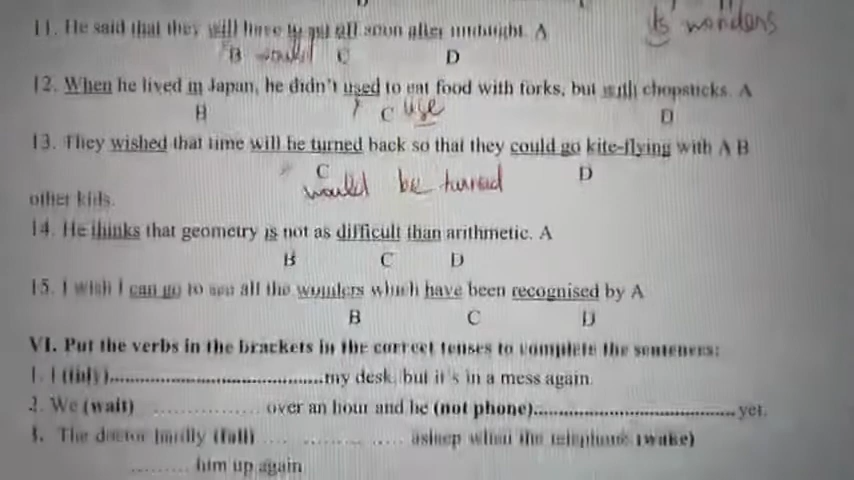 its wonders
11. He said that they will have to put off soon after midnight. A
B would C D
12. When he lived in Japan, he didn't used to eat food with forks, but with chopsticks. A
B C use D
13. They wished that time will be turned back so that they could go kite-flying with A B
C D
would be turned
other kids.
14. He thinks that geometry is not as difficult than arithmetic. A
B C D
15. I wish I can go to see all the wonders which have been recognised by A
B C D
VI. Put the verbs in the brackets in the correct tenses to complete the sentences:
1. I (tidy)........................................my desk, but it's in a mess again.
2. We (wait) .............. over an hour and he (not phone).....................................yet.
3. The doctor hardly (fall) .... ......... ..... asleep when the telephone (wake)
......... him up again